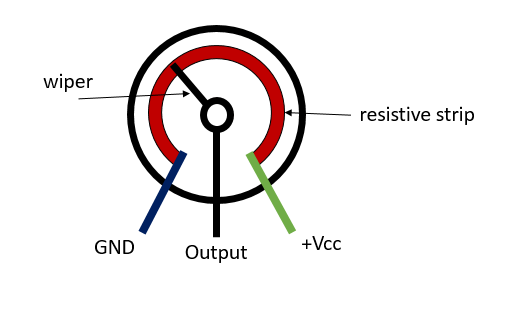 wiper
resistive strip
GND
Output
+Vcc